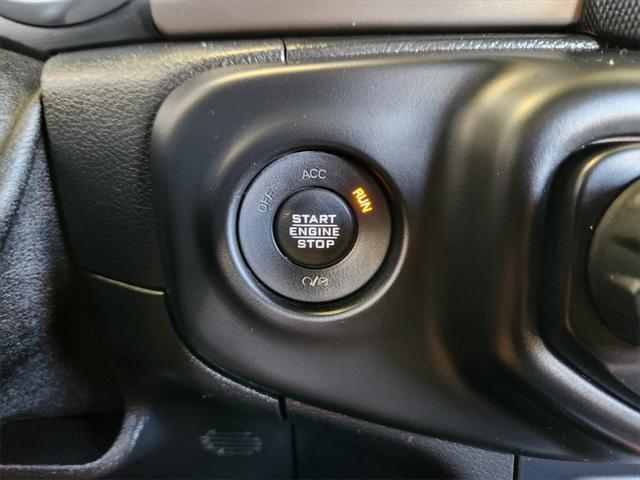 ACC
OFF
RUN
START
ENGINE
STOP